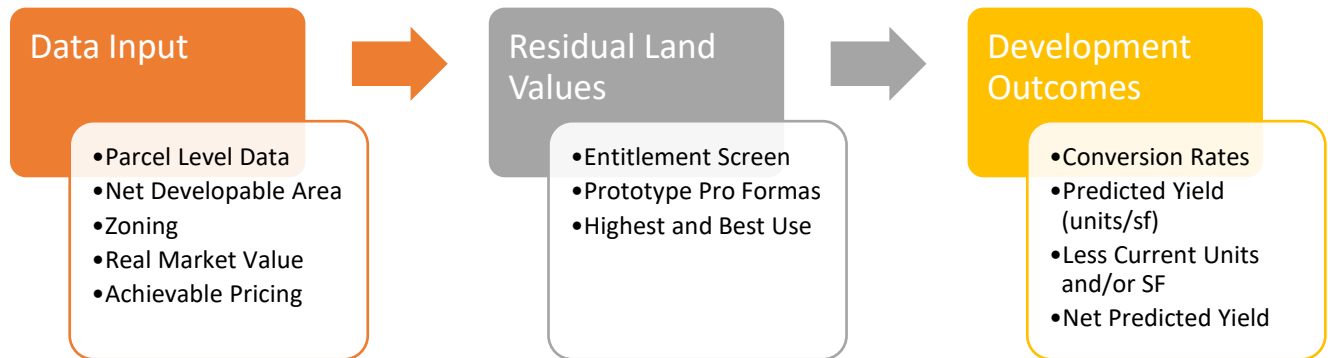 Data Input
•Parcel Level Data
•Net Developable Area
•Zoning
•Real Market Value
•Achievable Pricing
Residual Land
Values
•Entitlement Screen
•Prototype Pro Formas
•Highest and Best Use
Development
Outcomes
•Conversion Rates
•Predicted Yield
(units/sf)
•Less Current Units
and/or SF
•Net Predicted Yield